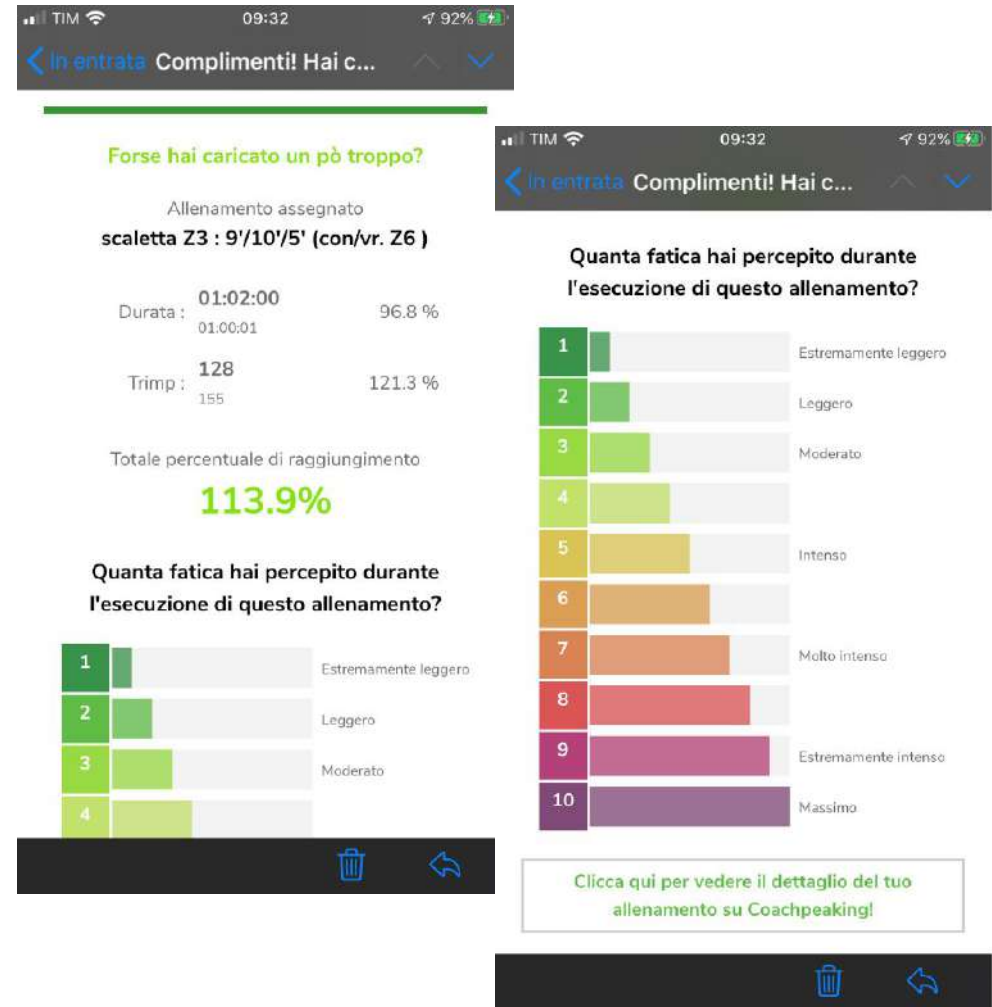 TIM 09:32 92%
In entrata Complimenti! Hai c...
Forse hai caricato un pò troppo?
Allenamento assegnato
scaletta Z3 : 9'/10'/5' (con/vr. Z6 )
Durata : 01:02:00 96.8 %
01:00:01
Trimp : 128 121.3 %
155
Totale percentuale di raggiungimento
113.9%
Quanta fatica hai percepito durante
l'esecuzione di questo allenamento?
1 Estremamente leggero
2 Leggero
3 Moderato
4
TIM 09:32 92%
In entrata Complimenti! Hai c...
Quanta fatica hai percepito durante
l'esecuzione di questo allenamento?
1 Estremamente leggero
2 Leggero
3 Moderato
4
5 Intenso
6
7 Molto intenso
8
9 Estremamente intenso
10 Massimo
Clicca qui per vedere il dettaglio del tuo
allenamento su Coachpeaking!